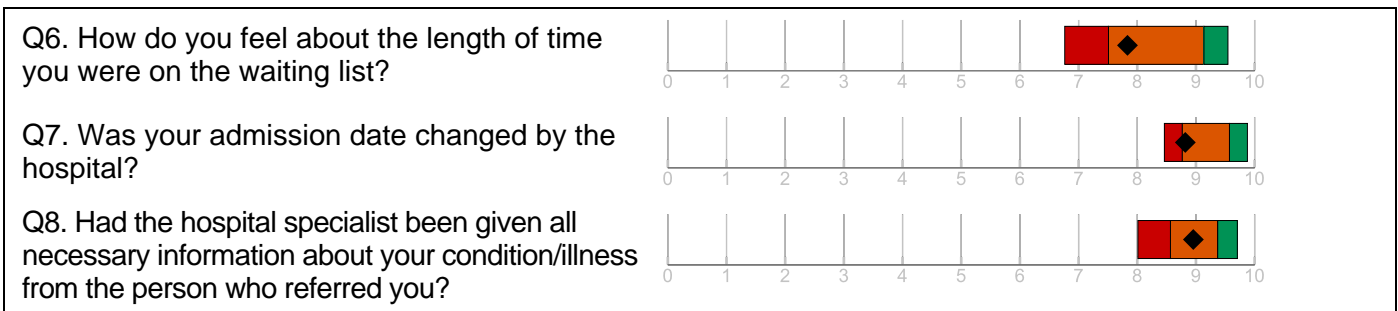 Q6. How do you feel about the length of time
you were on the waiting list?
0 1 2 3 4 5 6 7 8 9 10
Q7. Was your admission date changed by the
hospital?
0 1 2 3 4 5 6 7 8 9 10
Q8. Had the hospital specialist been given all
necessary information about your condition/illness
from the person who referred you?
0 1 2 3 4 5 6 7 8 9 10